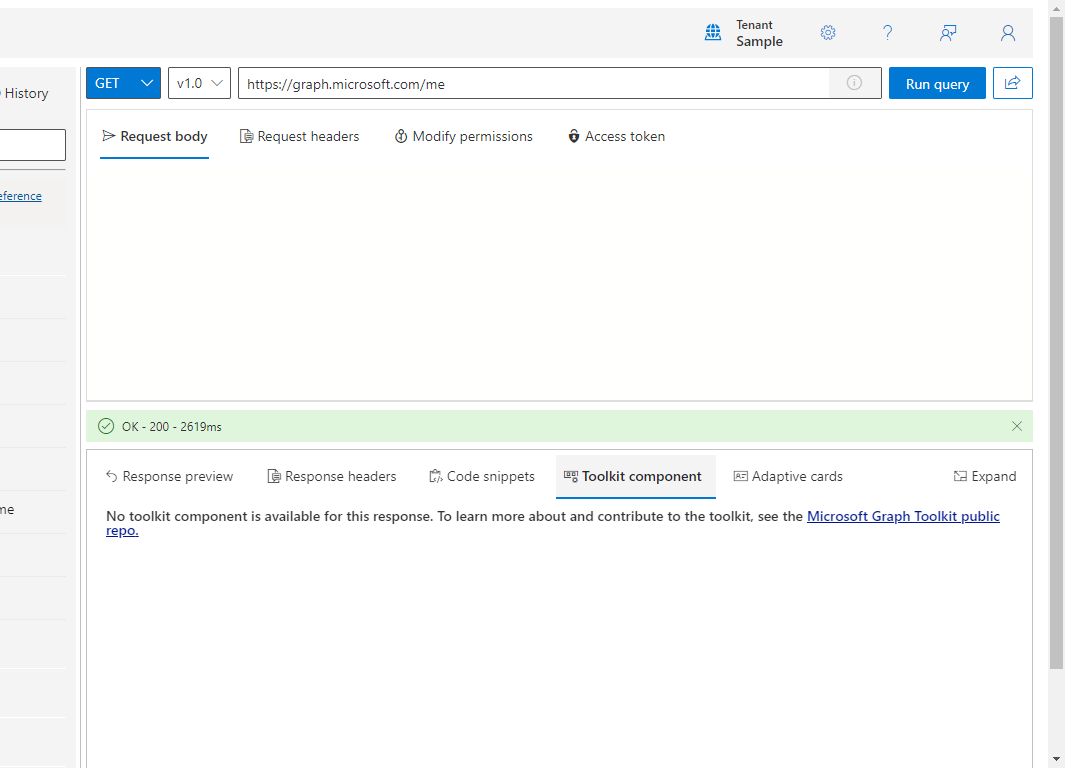 Tenant
Sample
History
GET
v1.0
https://graph.microsoft.com/me
Run query
Request body
Request headers
Modify permissions
Access token
eference
OK - 200 - 2619ms
Response preview
Response headers
Code snippets
Toolkit component
Adaptive cards
Expand
me
No toolkit component is available for this response. To learn more about and contribute to the toolkit, see the Microsoft Graph Toolkit public
repo.